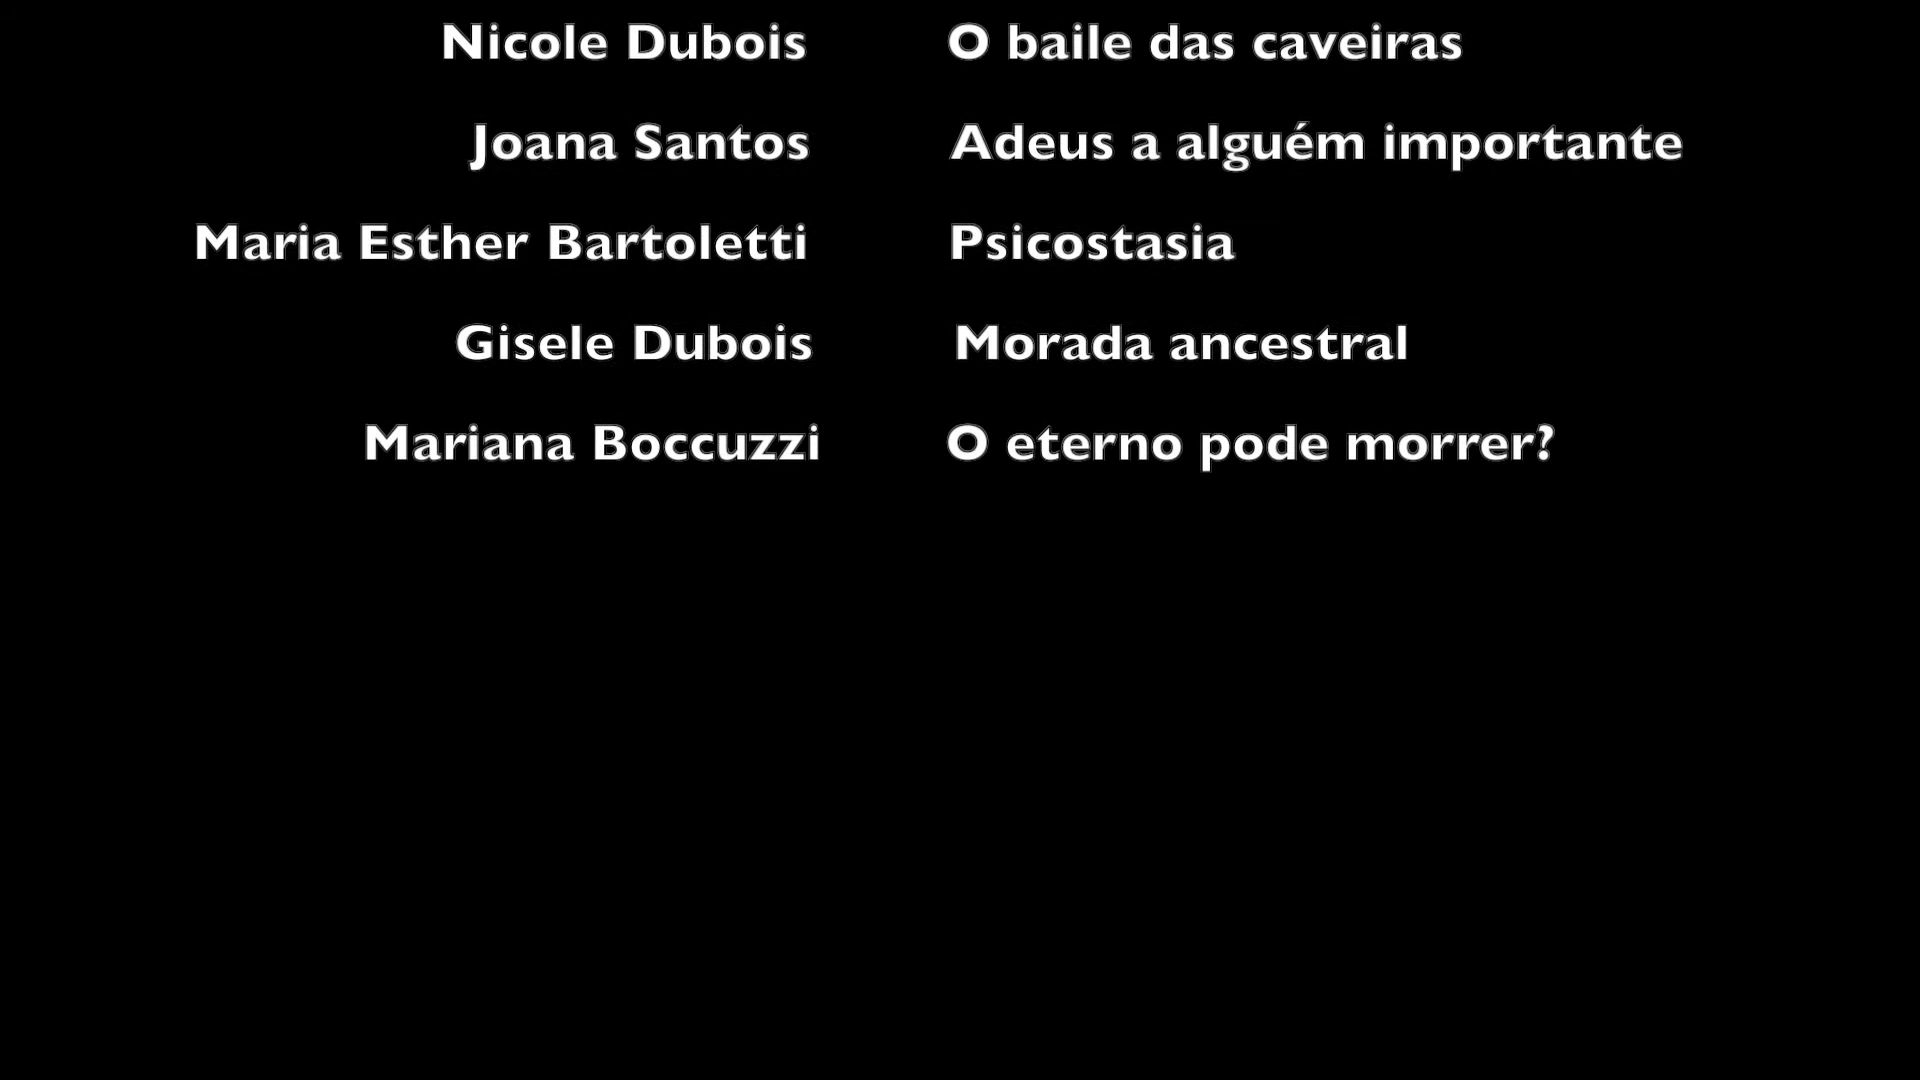 Nicole Dubois O baile das caveiras
Joana Santos Adeus a alguém importante
Maria Esther Bartoletti Psicostasia
Gisele Dubois Morada ancestral
Mariana Boccuzzi O eterno pode morrer?